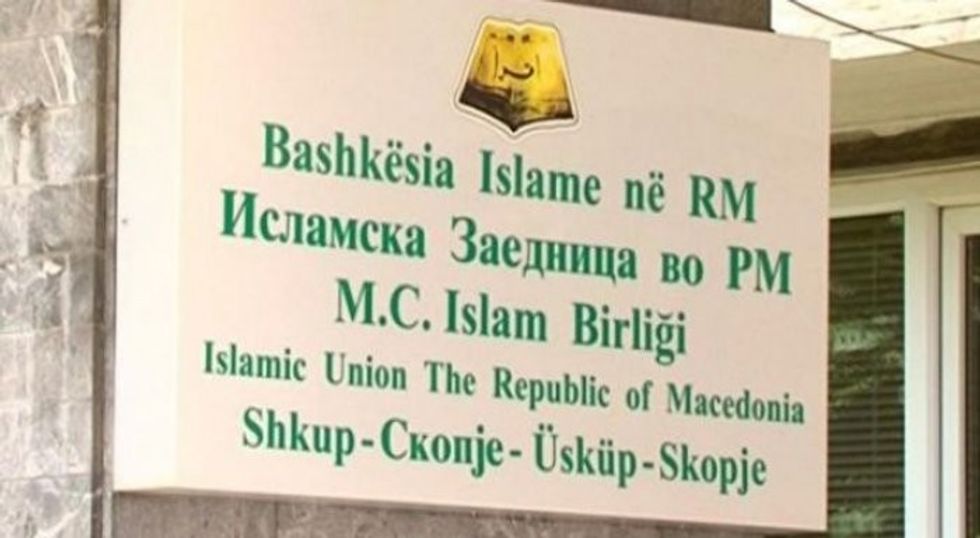 اقرأ
Bashkësia Islame në RM
Исламска Заедница во РМ
M.C. Islam Birliği
Islamic Union The Republic of Macedonia
Shkup-Скопје-Üsküp-Skopje